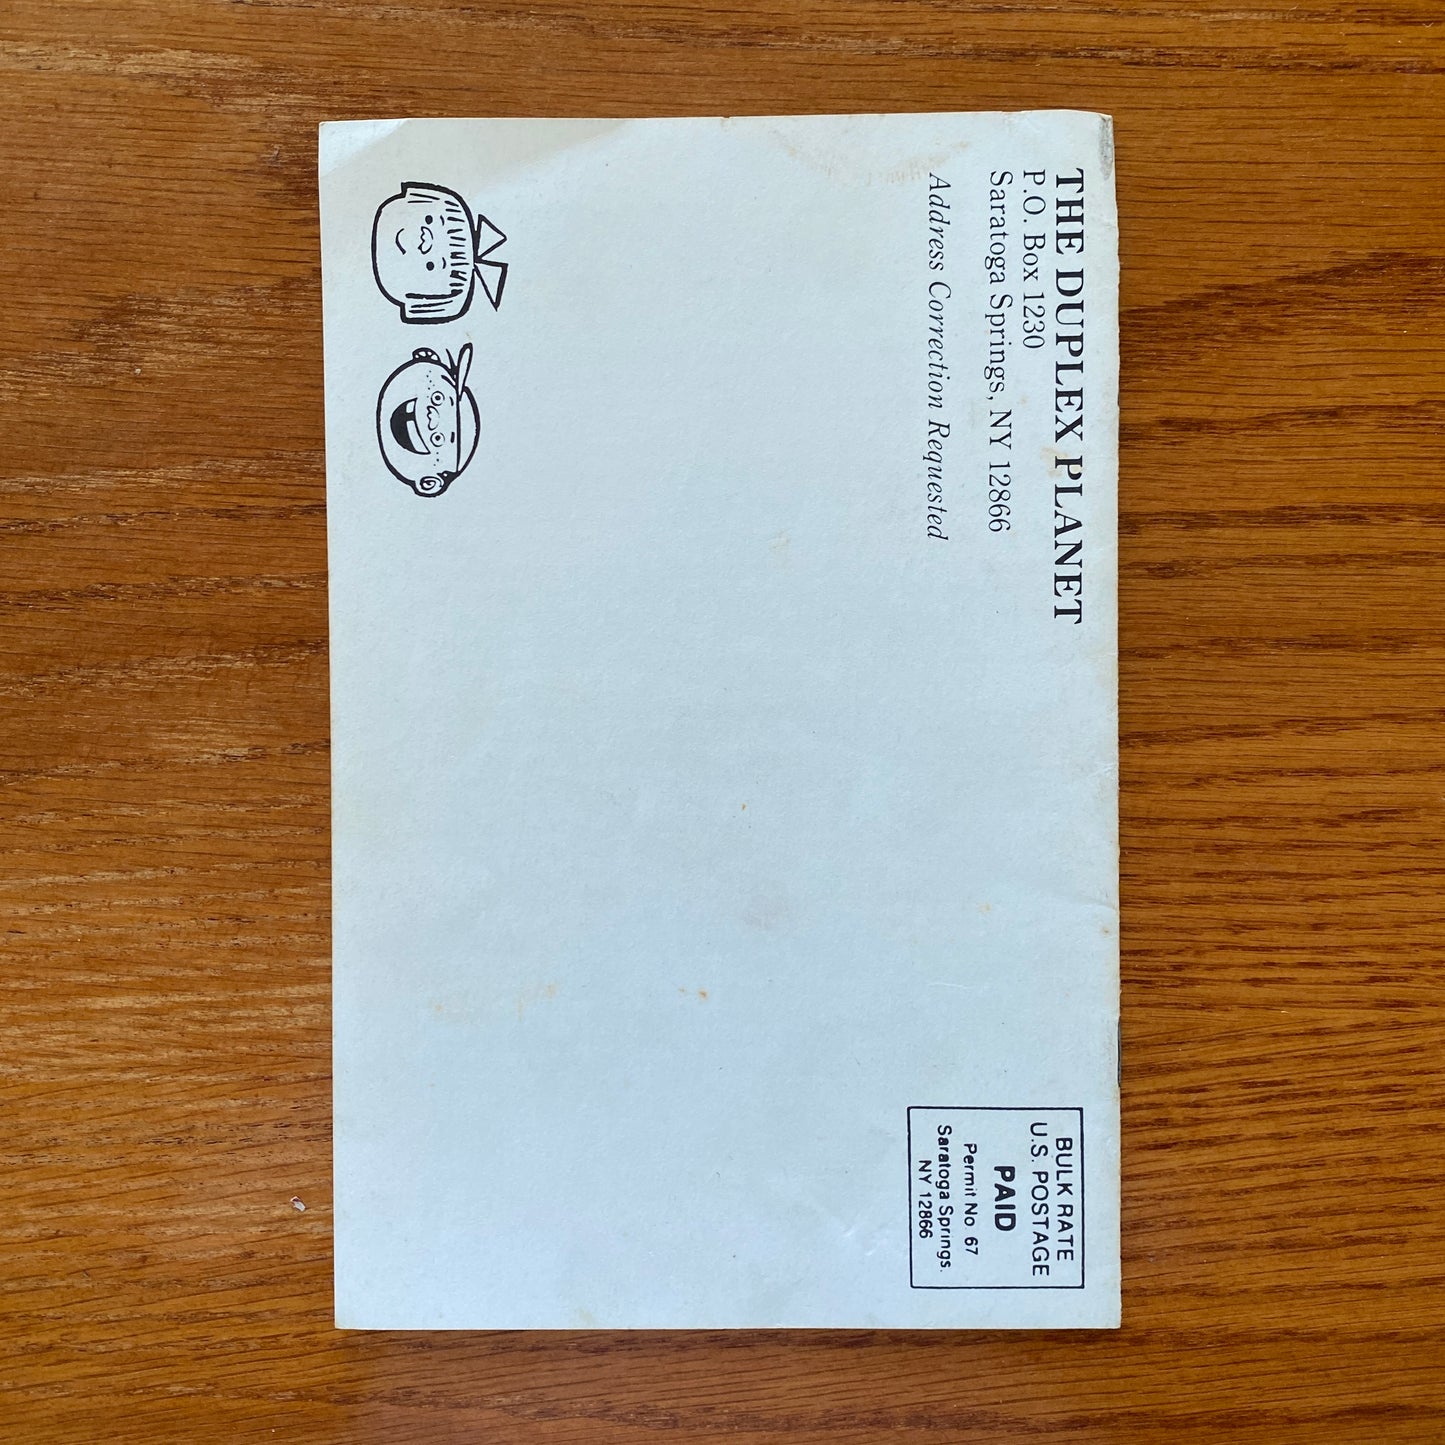 THE DUPLEX PLANET
P.O. Box 1230
Saratoga Springs, NY 12866
Address Correction Requested
BULK RATE
U.S. POSTAGE
PAID
Permit No. 67
Saratoga Springs.
NY 12866